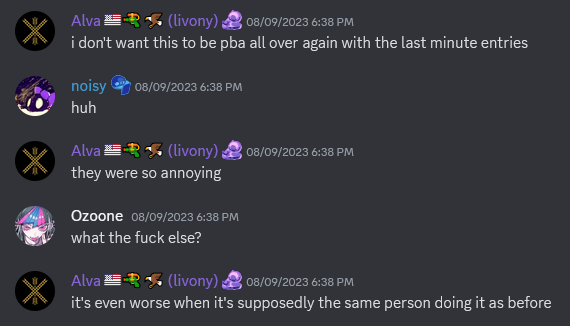 Alva 🇺🇸🔫🦅 (livony) 08/09/2023 6:38 PM
i don't want this to be pba all over again with the last minute entries
noisy 08/09/2023 6:38 PM
huh
Alva 🇺🇸🔫🦅 (livony) 08/09/2023 6:38 PM
they were so annoying
Ozoone 08/09/2023 6:38 PM
what the fuck else?
Alva 🇺🇸🔫🦅 (livony) 08/09/2023 6:38 PM
it's even worse when it's supposedly the same person doing it as before